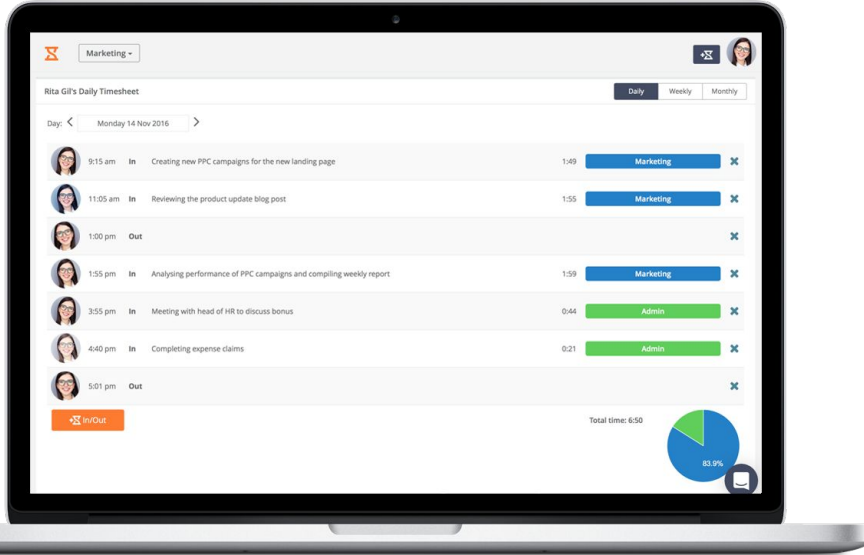 Marketing
Rita Gil's Daily Timesheet
Daily Weekly Monthly
Day: Monday 14 Nov 2016
9:15 am In Creating new PPC campaigns for the new landing page 1:49 Marketing
11:05 am In Reviewing the product update blog post 1:55 Marketing
1:00 pm Out
1:55 pm In Analysing performance of PPC campaigns and compiling weekly report 1:59 Marketing
3:55 pm In Meeting with head of HR to discuss bonus 0:44 Admin
4:40 pm In Completing expense claims 0:21 Admin
5:01 pm Out
In/Out Total time: 6:50
83.9%